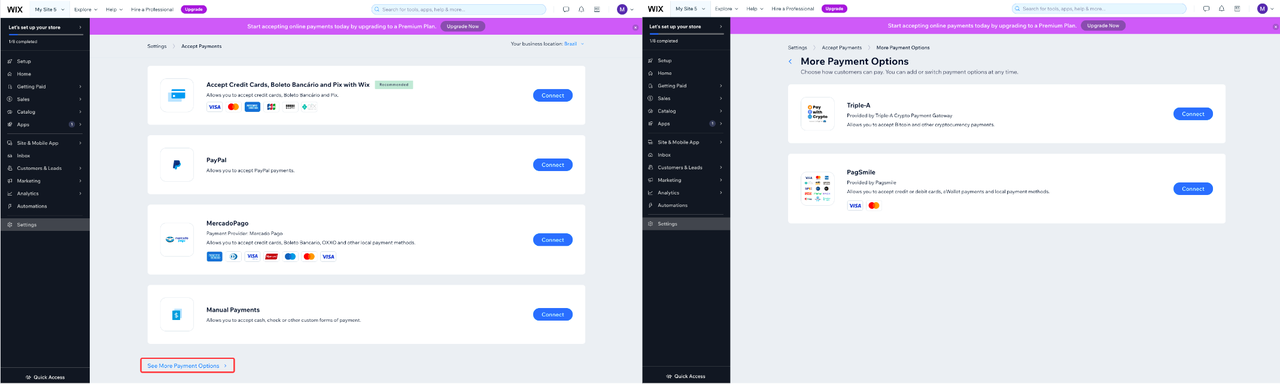 WIX My Site 5 Explore Help Hire a Professional Upgrade Search for tools, apps, help & more... M
Let's set up your store
1/6 completed
Start accepting online payments today by upgrading to a Premium Plan. Upgrade Now
Settings Accept Payments
Your business location: Brazil
Setup
Home
Getting Paid
Sales
Catalog
Apps 1
Site & Mobile App
Inbox
Customers & Leads
Marketing
Analytics
Automations
Settings
Quick Access
Accept Credit Cards, Boleto Bancário and Pix with Wix Recommended
Allows you to accept credit cards, Boleto Bancário and Pix.
VISA
Connect
PayPal
Allows you to accept PayPal payments.
Connect
MercadoPago
Payment Provider: Mercado Pago
Allows you to accept credit cards, Boleto Bancario, OXXO and other local payment methods.
VISA VISA
Connect
Manual Payments
Allows you to accept cash, check or other custom forms of payment.
Connect
See More Payment Options
WIX My Site 5 Explore Help Hire a Professional Upgrade Search for tools, apps, help & more... M
Let's set up your store
1/6 completed
Start accepting online payments today by upgrading to a Premium Plan. Upgrade Now
Settings Accept Payments More Payment Options
Setup
Home
Getting Paid
Sales
Catalog
Apps 1
Site & Mobile App
Inbox
Customers & Leads
Marketing
Analytics
Automations
Settings
Quick Access
More Payment Options
Choose how customers can pay. You can add or switch payment options at any time.
Pay with Crypto
Triple-A
Provided by Triple-A Crypto Payment Gateway
Allows you to accept Bitcoin and other cryptocurrency payments.
Connect
PagSmile
Provided by Pagsmile
Allows you to accept credit or debit cards, eWallet payments and local payment methods.
VISA
Connect